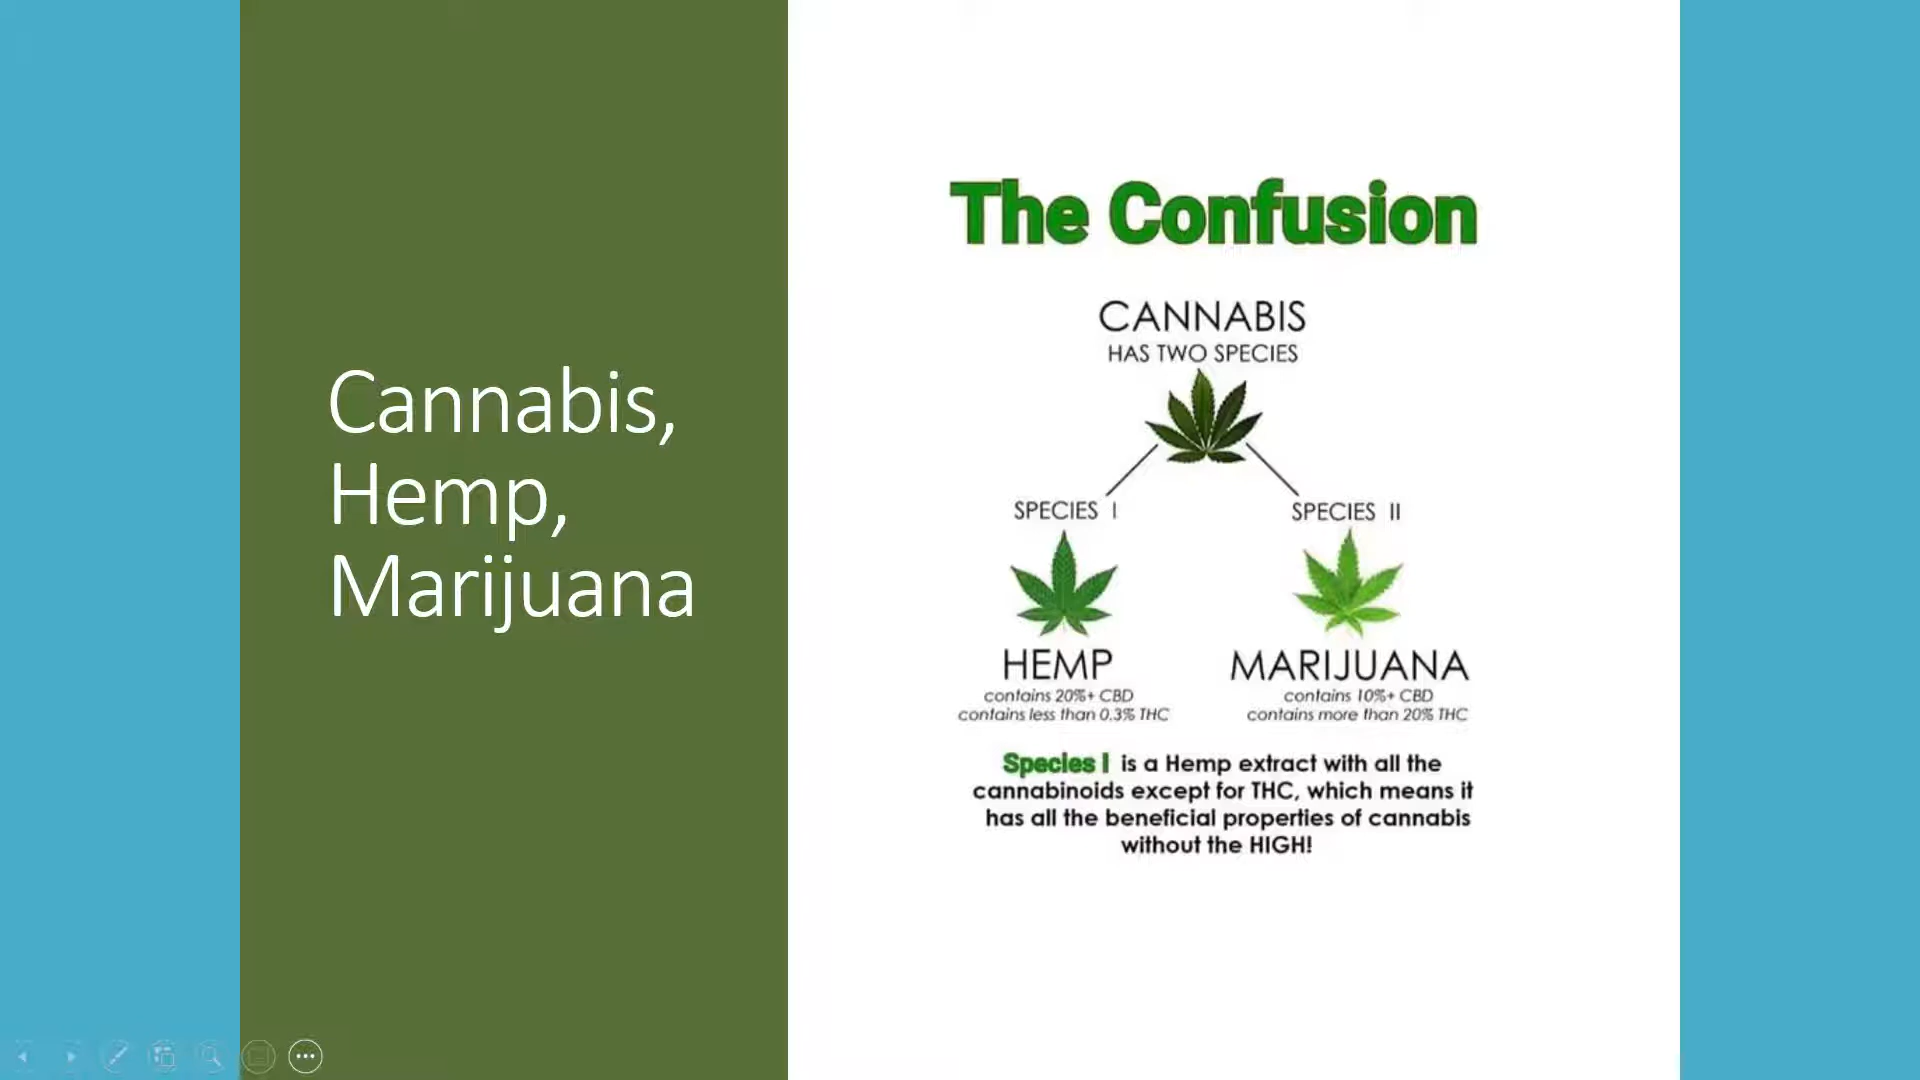 Cannabis,
Hemp,
Marijuana
The Confusion
CANNABIS
HAS TWO SPECIES
SPECIES I
SPECIES II
HEMP
contains 20%+ CBD
contains less than 0.3% THC
MARIJUANA
contains 10%+ CBD
contains more than 20% THC
Species I is a Hemp extract with all the
cannabinoids except for THC, which means it
has all the beneficial properties of cannabis
without the HIGH!